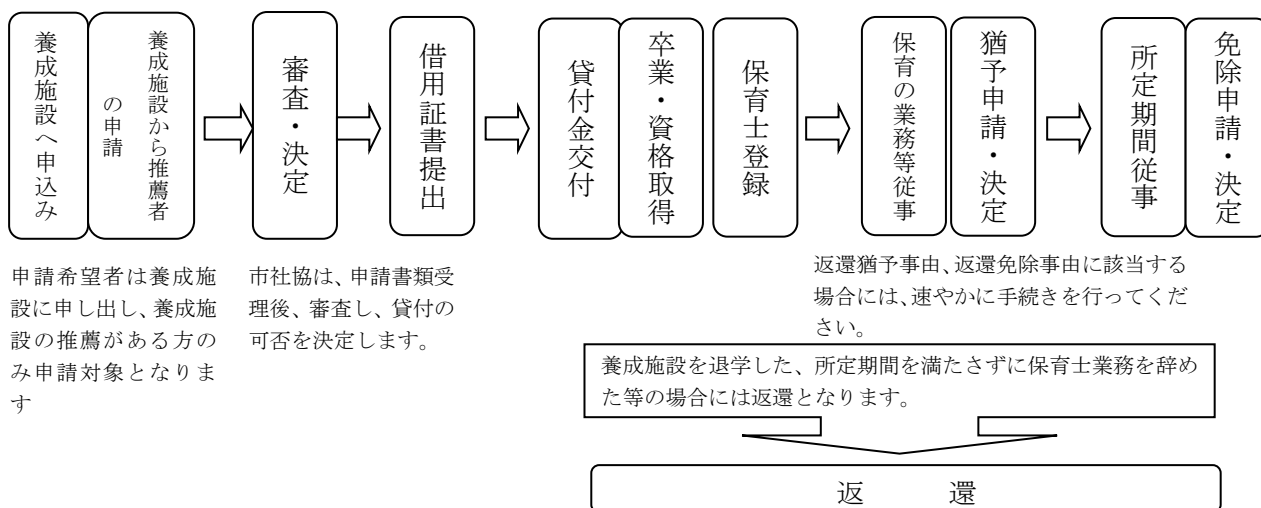 養成施設へ申込み
養成施設から推薦者
の申請
審査・決定
借用証書提出
貸付金交付
卒業・資格取得
保育士登録
保育の業務等従事
猶予申請・決定
所定期間従事
免除申請・決定
申請希望者は養成施
設に申し出し、養成施
設の推薦がある方の
み申請対象となりま
す
市社協は、申請書類受
理後、審査し、貸付の
可否を決定します。
返還猶予事由、返還免除事由に該当する
場合には、速やかに手続きを行ってくだ
さい。
養成施設を退学した、所定期間を満たさずに保育士業務を辞め
た等の場合には返還となります。
返　還